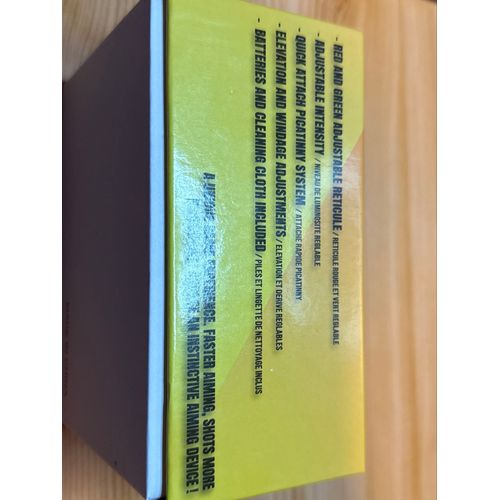 - RED AND GREEN ADJUSTABLE RETICULE / RETICULE ROUGE ET VERT REGLABLE
- ADJUSTABLE INTENSITY / NIVEAU DE LUMINOSITE REGLABLE
- QUICK ATTACH PICATINNY SYSTEM / ATTACHE RAPIDE PICATINNY
- ELEVATION AND WINDAGE ADJUSTMENTS / ELEVATION ET DERIVE REGLABLES
- BATTERIES AND CLEANING CLOTH INCLUDED / PILES ET LINGETTE DE NETTOYAGE INCLUS
A EXPERIENCE, FASTER AIMING, SHOTS MORE
AN INSTINCTIVE AIMING DEVICE !